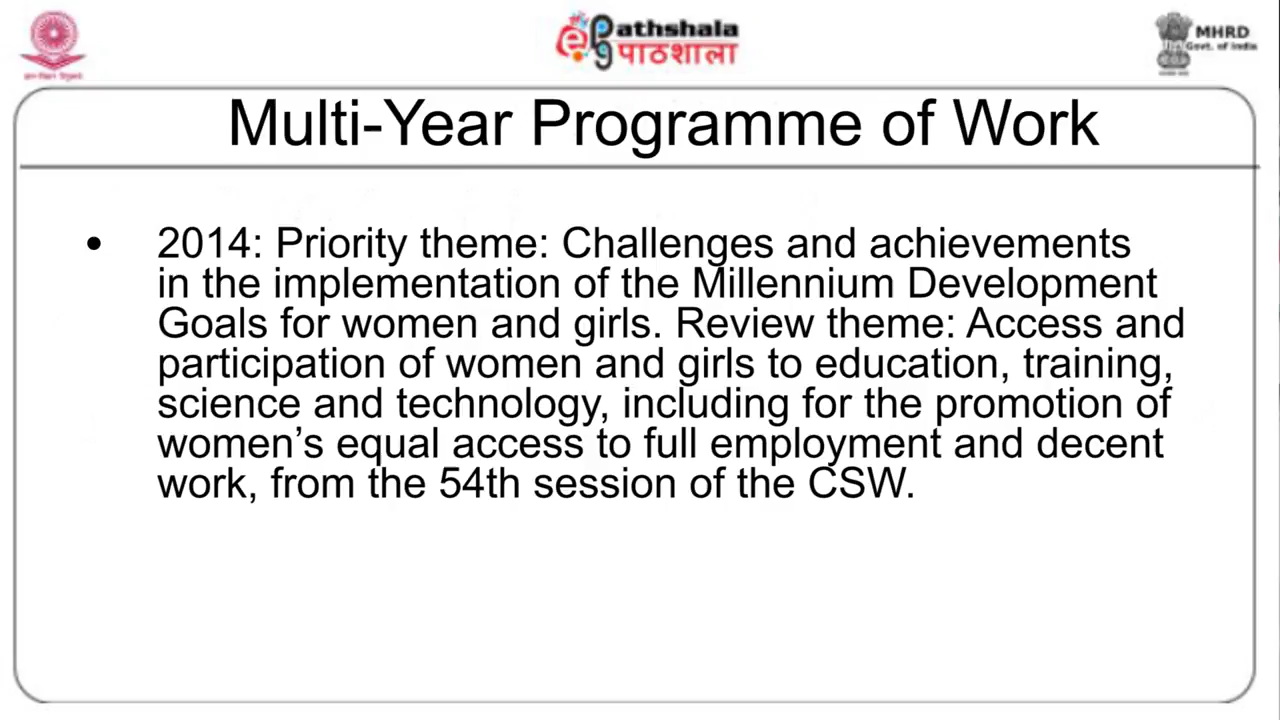 ePathshala
पाठशाला
MHRD
Govt. of India
Multi-Year Programme of Work
• 2014: Priority theme: Challenges and achievements
in the implementation of the Millennium Development
Goals for women and girls. Review theme: Access and
participation of women and girls to education, training,
science and technology, including for the promotion of
women’s equal access to full employment and decent
work, from the 54th session of the CSW.